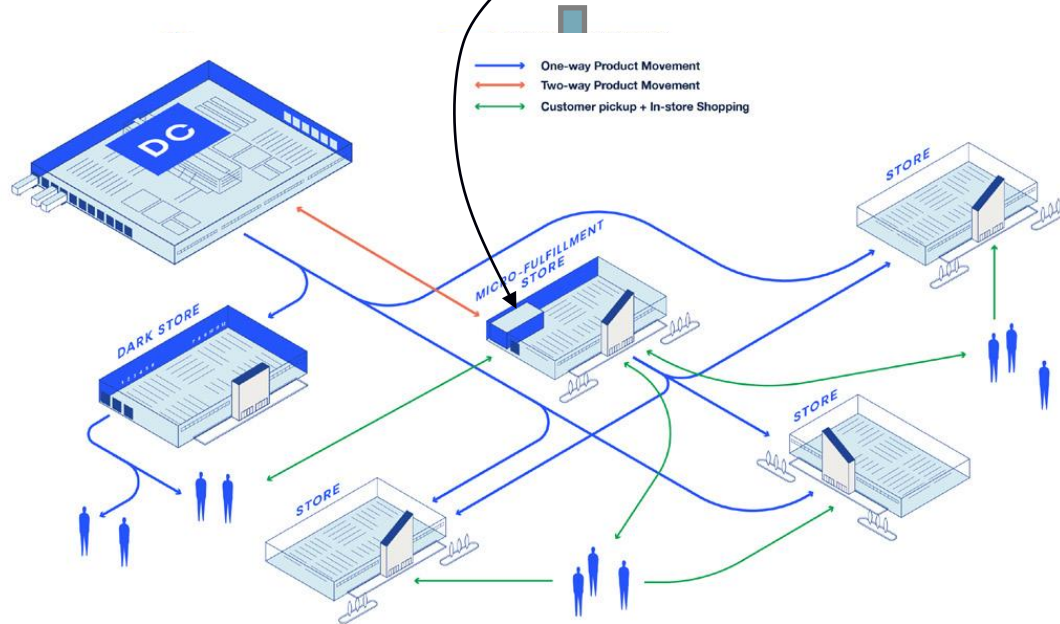 One-way Product Movement
Two-way Product Movement
Customer pickup + In-store Shopping
DC
STORE
MICRO-FULFILLMENT
STORE
DARK STORE
STORE
STORE